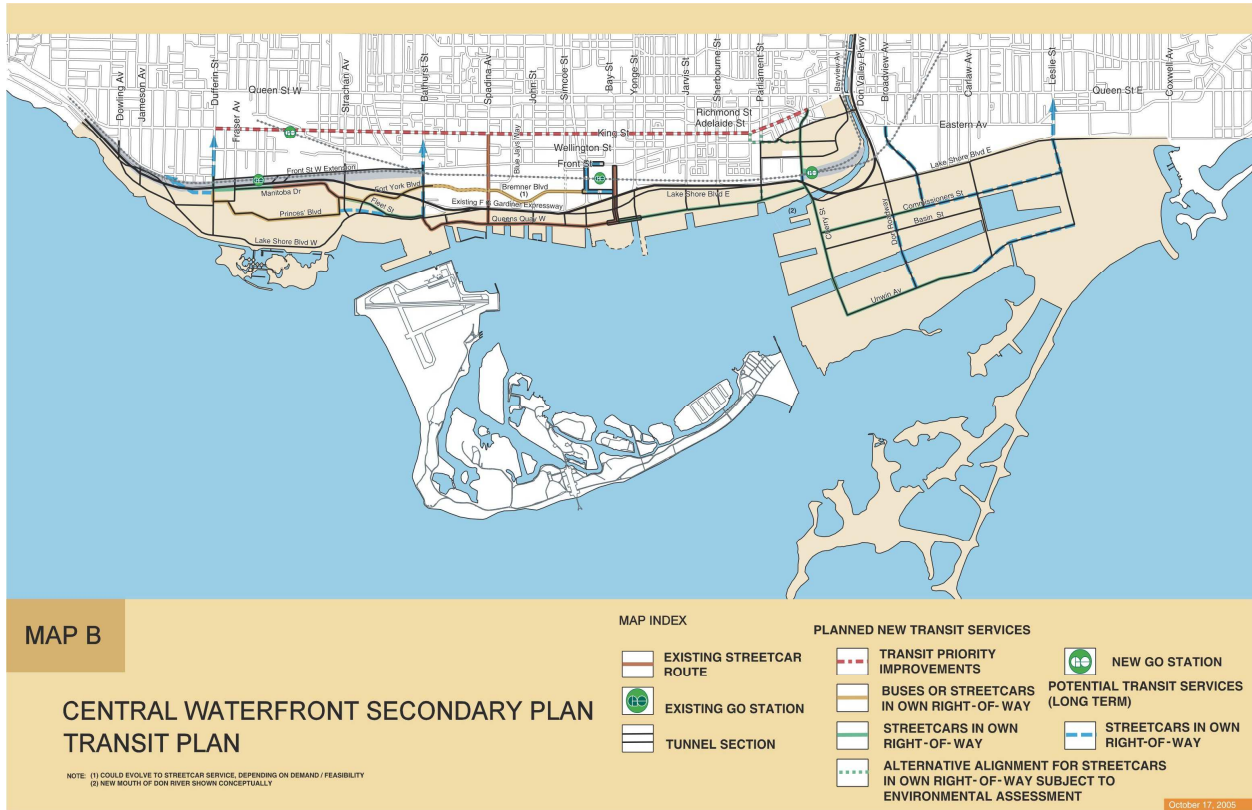 Dowling Av
Jameson Av
Dufferin St
Fraser Av
Queen St W
Strachan Av
Bathurst St
Spadina Av
Blue Jays Way
John St
Simcoe St
Bay St
Yonge St
Jarvis St
Sherbourne St
Parliament St
Bayview Av
Don Valley Pkwy
Broadview Av
Carlaw Av
Leslie St
Queen St E
Coxwell Av
Richmond St
Adelaide St
King St
Wellington St
Front St
Eastern Av
Front St W Extension
Manitoba Dr
Fort York Blvd
Bremner Blvd
(1)
Lake Shore Blvd E
Lake Shore Blvd E
Princes' Blvd
Fleet St
Existing F G Gardiner Expressway
Queens Quay W
Lake Shore Blvd W
(2)
Cherry St
Don Roadway
Commissioners St
Basin St
Unwin Av
GO
GO
GO
GO
MAP B
CENTRAL WATERFRONT SECONDARY PLAN
TRANSIT PLAN
NOTE: (1) COULD EVOLVE TO STREETCAR SERVICE, DEPENDING ON DEMAND / FEASIBILITY
(2) NEW MOUTH OF DON RIVER SHOWN CONCEPTUALLY
MAP INDEX
EXISTING STREETCAR
ROUTE
GO
EXISTING GO STATION
TUNNEL SECTION
PLANNED NEW TRANSIT SERVICES
TRANSIT PRIORITY
IMPROVEMENTS
BUSES OR STREETCARS
IN OWN RIGHT-OF-WAY
STREETCARS IN OWN
RIGHT-OF-WAY
ALTERNATIVE ALIGNMENT FOR STREETCARS
IN OWN RIGHT-OF-WAY SUBJECT TO
ENVIRONMENTAL ASSESSMENT
GO
NEW GO STATION
POTENTIAL TRANSIT SERVICES
(LONG TERM)
STREETCARS IN OWN
RIGHT-OF-WAY
October 17, 2005